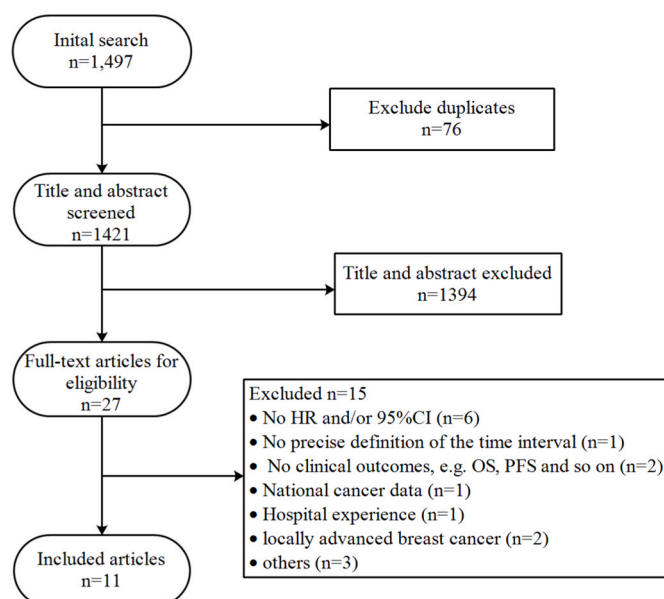 Inital search
n=1,497
Exclude duplicates
n=76
Title and abstract
screened
n=1421
Title and abstract excluded
n=1394
Full-text articles for
eligibility
n=27
Excluded n=15
● No HR and/or 95%CI (n=6)
● No precise definition of the time interval (n=1)
● No clinical outcomes, e.g. OS, PFS and so on (n=2)
● National cancer data (n=1)
● Hospital experience (n=1)
● locally advanced breast cancer (n=2)
● others (n=3)
Included articles
n=11